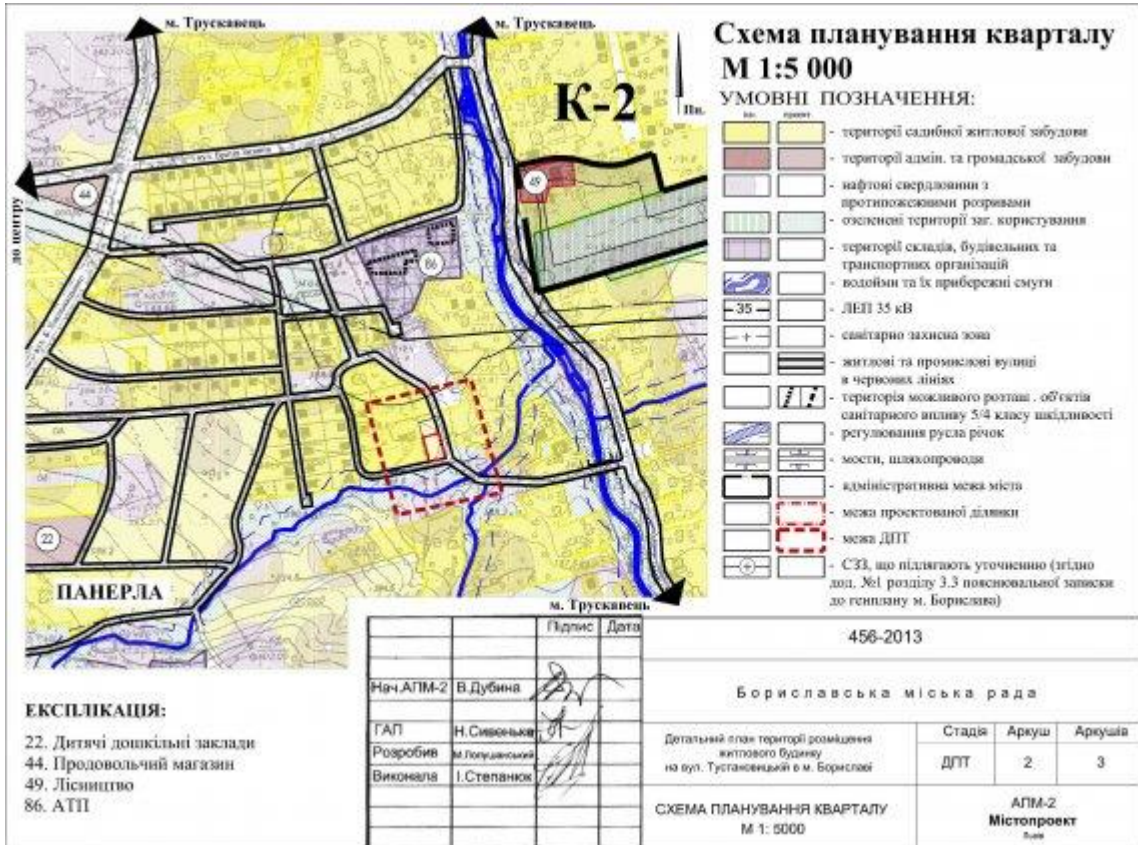 м. Трускавець
м. Трускавець
К-2
Пн.
до центру
44
49
86
22
ПАНЕРЛА
м. Трускавець
Схема планування кварталу
М 1:5 000
УМОВНІ ПОЗНАЧЕННЯ:
- території садибної житлової забудови
- території адмін. та громадської забудови
- нафтові свердловини з
протипожежними розривами
- озеленені території заг. користування
- території складів, будівельних та
транспортних організацій
- водойми та їх прибережні смуги
35
- ЛЕП 35 кВ
- санітарно захисна зона
- житлові та промислові вулиці
в червоних лініях
- територія можливого розташ. об'єктів
санітарного впливу 5/4 класу шкідливості
- регулювання русла річок
- мости, шляхопроводи
- адміністративна межа міста
- межа проєктованої ділянки
- межа ДПТ
- СЗЗ, що підлягають уточненню (згідно
дод. №1 розділу 3.3 пояснювальної записки
до генплану м. Борислава)
ЕКСПЛІКАЦІЯ:
22. Дитячі дошкільні заклади
44. Продовольчий магазин
49. Лісництво
86. АТП
Підпис Дата
Нач.АПМ-2 В.Дубина
ГАП Н.Сивенька
Розробив М.Лопушанський
Виконала І.Степанюк
456-2013
Бориславська міська рада
Детальний план території розміщення
житлового будинку
на вул. Тустановицькій в м. Бориславі
Стадія Аркуш Аркушів
ДПТ 2 3
СХЕМА ПЛАНУВАННЯ КВАРТАЛУ
М 1: 5000
АПМ-2
Містопроект
Львів